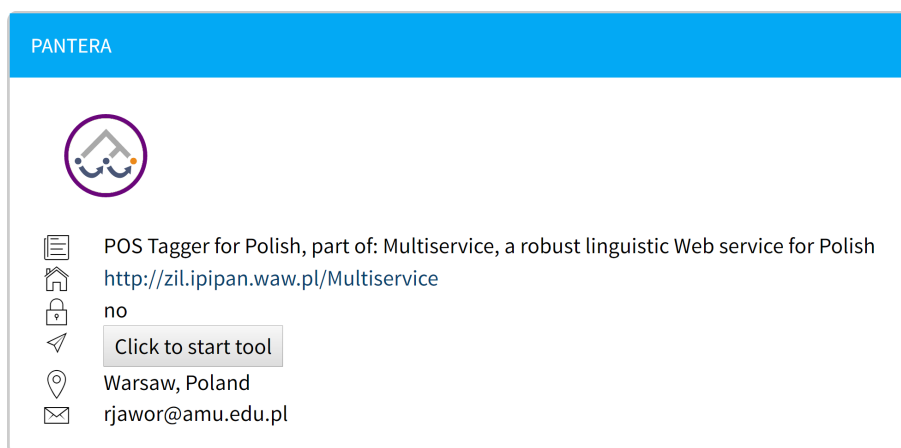 PANTERA
POS Tagger for Polish, part of: Multiservice, a robust linguistic Web service for Polish
http://zil.ipipan.waw.pl/Multiservice
no
Click to start tool
Warsaw, Poland
rjawor@amu.edu.pl